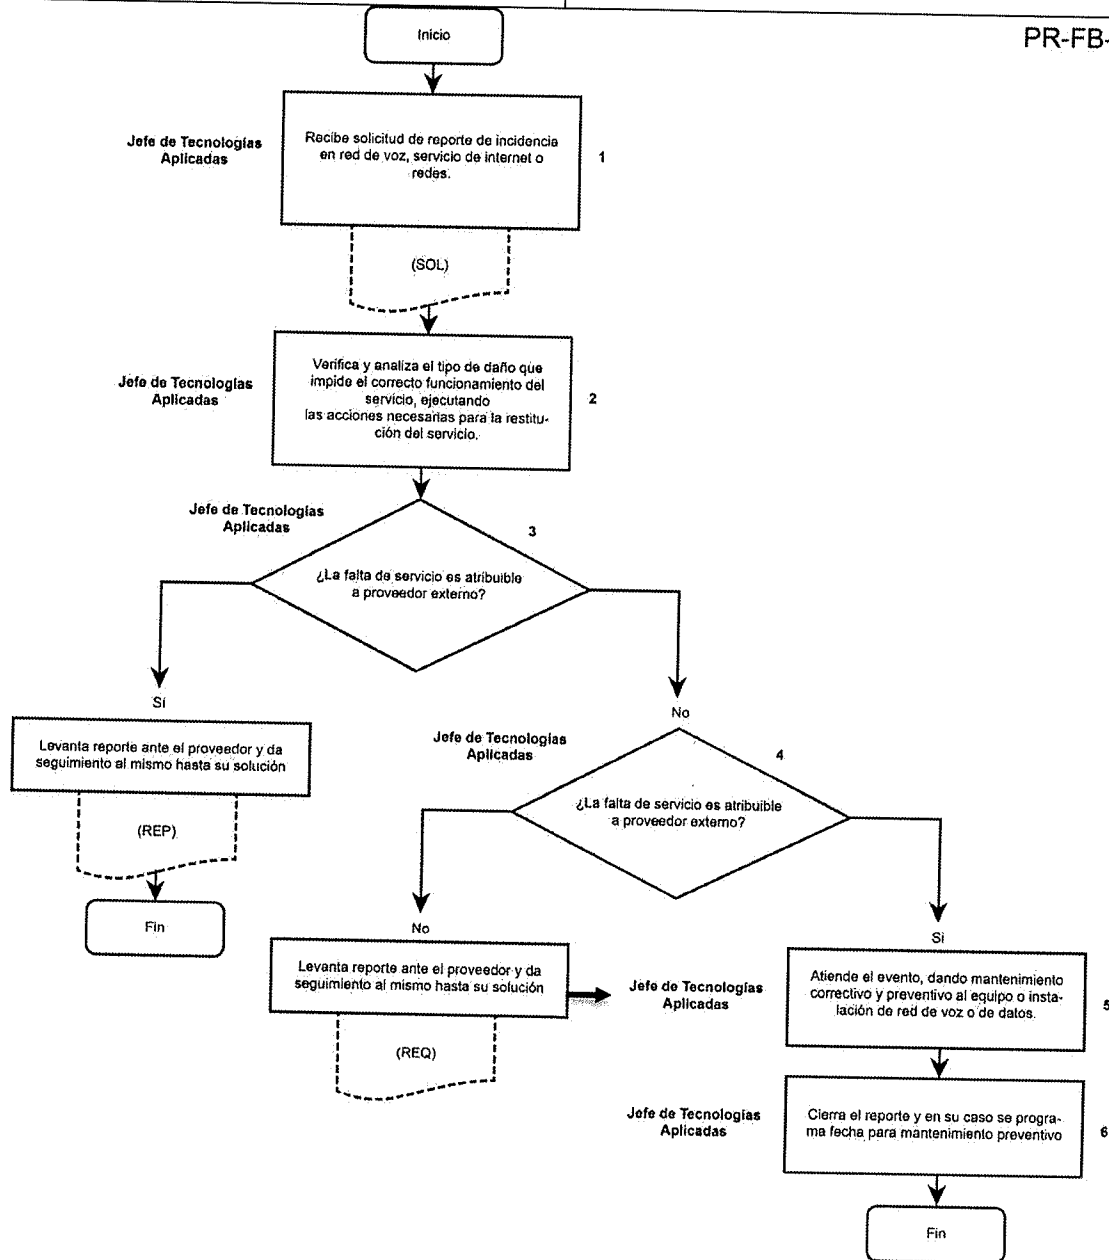 PR-FB-
Inicio
Jefe de Tecnologías
Aplicadas
Recibe solicitud de reporte de incidencia
en red de voz, servicio de internet o
redes.
1
(SOL)
Jefe de Tecnologías
Aplicadas
Verifica y analiza el tipo de daño que
impide el correcto funcionamiento del
servicio, ejecutando
las acciones necesarias para la restitu-
ción del servicio.
2
Jefe de Tecnologías
Aplicadas
3
¿La falta de servicio es atribuible
a proveedor externo?
Sí
Levanta reporte ante el proveedor y da
seguimiento al mismo hasta su solución
(REP)
Fin
No
Jefe de Tecnologías
Aplicadas
4
¿La falta de servicio es atribuible
a proveedor externo?
No
Levanta reporte ante el proveedor y da
seguimiento al mismo hasta su solución
(REQ)
Si
Jefe de Tecnologías
Aplicadas
Atiende el evento, dando mantenimiento
correctivo y preventivo al equipo o insta-
lación de red de voz o de datos.
5
Jefe de Tecnologías
Aplicadas
Cierra el reporte y en su caso se progra-
ma fecha para mantenimiento preventivo
6
Fin